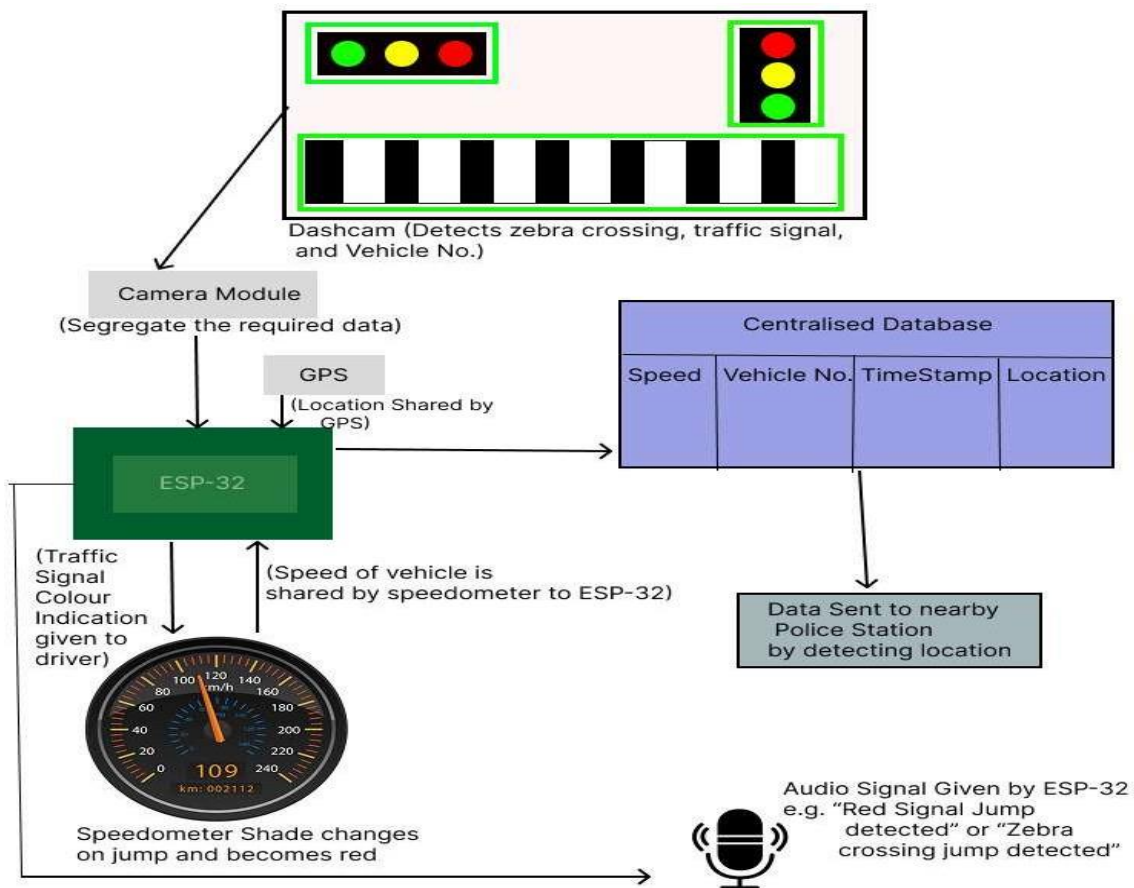 Dashcam (Detects zebra crossing, traffic signal,
and Vehicle No.)
Camera Module
(Segregate the required data)
GPS
(Location Shared by
GPS)
Centralised Database
Speed
Vehicle No.
TimeStamp
Location
ESP-32
(Traffic
Signal
Colour
Indication
given to
driver)
(Speed of vehicle is
shared by speedometer to ESP-32)
Data Sent to nearby
Police Station
by detecting location
0
20
40
60
80
100
120
140
160
180
200
220
240
km/h
109
km: 002112
Speedometer Shade changes
on jump and becomes red
Audio Signal Given by ESP-32
e.g. “Red Signal Jump
detected” or “Zebra
crossing jump detected”